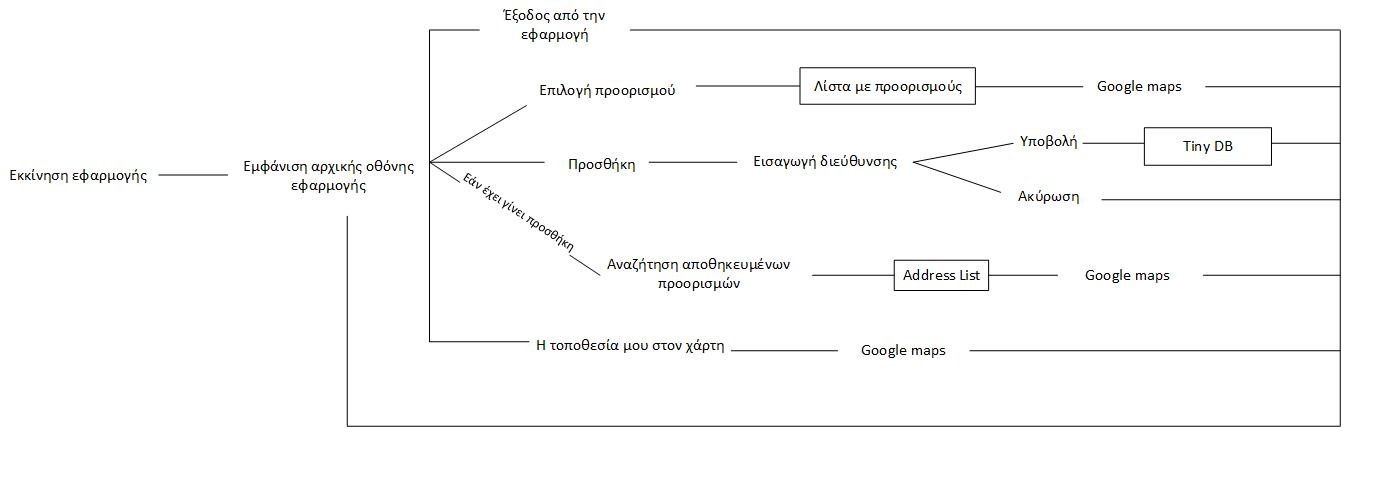 Έξοδος από την
εφαρμογή
Επιλογή προορισμού
Λίστα με προορισμούς
Google maps
Υποβολή
Tiny DB
Προσθήκη
Εισαγωγή διεύθυνσης
Εκκίνηση εφαρμογής
Εμφάνιση αρχικής οθόνης
εφαρμογής
Ακύρωση
Εάν έχει γίνει προσθήκη
Αναζήτηση αποθηκευμένων
προορισμών
Address List
Google maps
Η τοποθεσία μου στον χάρτη
Google maps